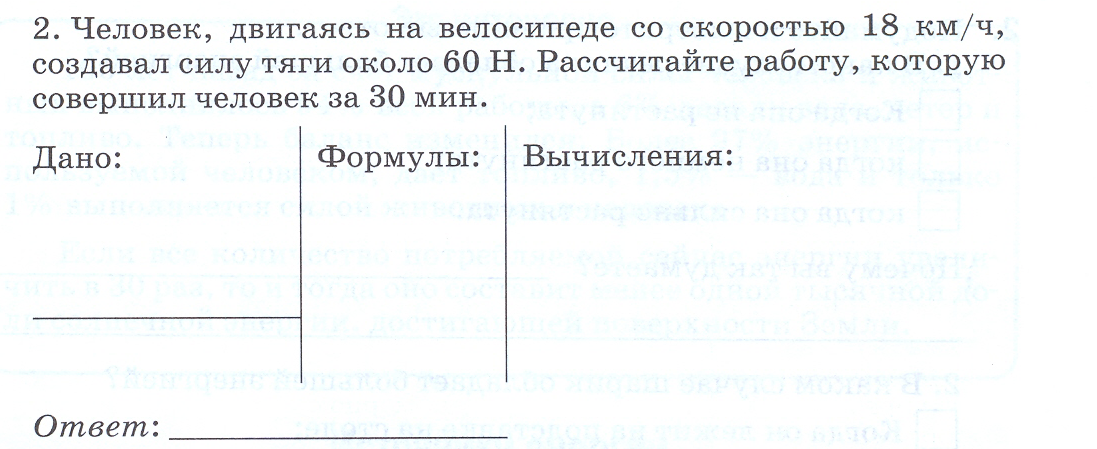 2. Человек, двигаясь на велосипеде со скоростью 18 км/ч,
создавал силу тяги около 60 Н. Рассчитайте работу, которую
совершил человек за 30 мин.
Дано: Формулы: Вычисления:
Ответ: